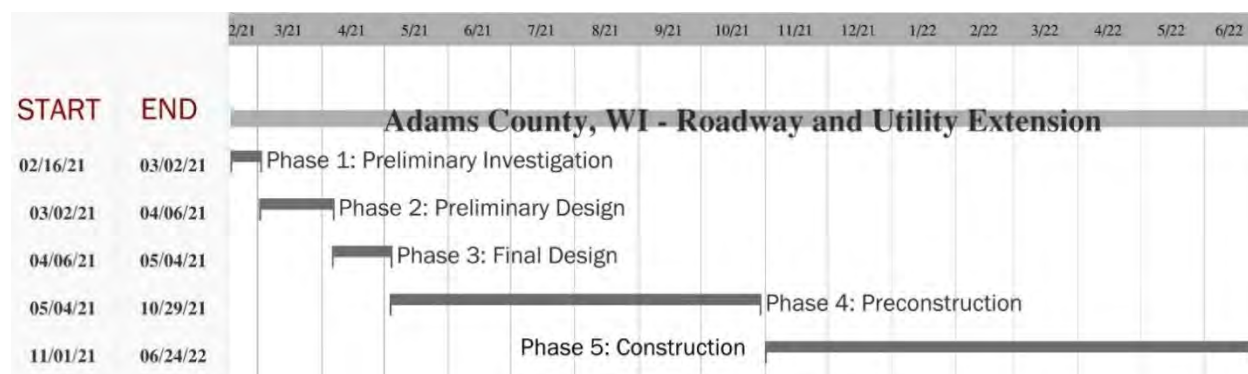 2/21 3/21 4/21 5/21 6/21 7/21 8/21 9/21 10/21 11/21 12/21 1/22 2/22 3/22 4/22 5/22 6/22
START END
Adams County, WI - Roadway and Utility Extension
02/16/21 03/02/21 Phase 1: Preliminary Investigation
03/02/21 04/06/21 Phase 2: Preliminary Design
04/06/21 05/04/21 Phase 3: Final Design
05/04/21 10/29/21 Phase 4: Preconstruction
11/01/21 06/24/22 Phase 5: Construction